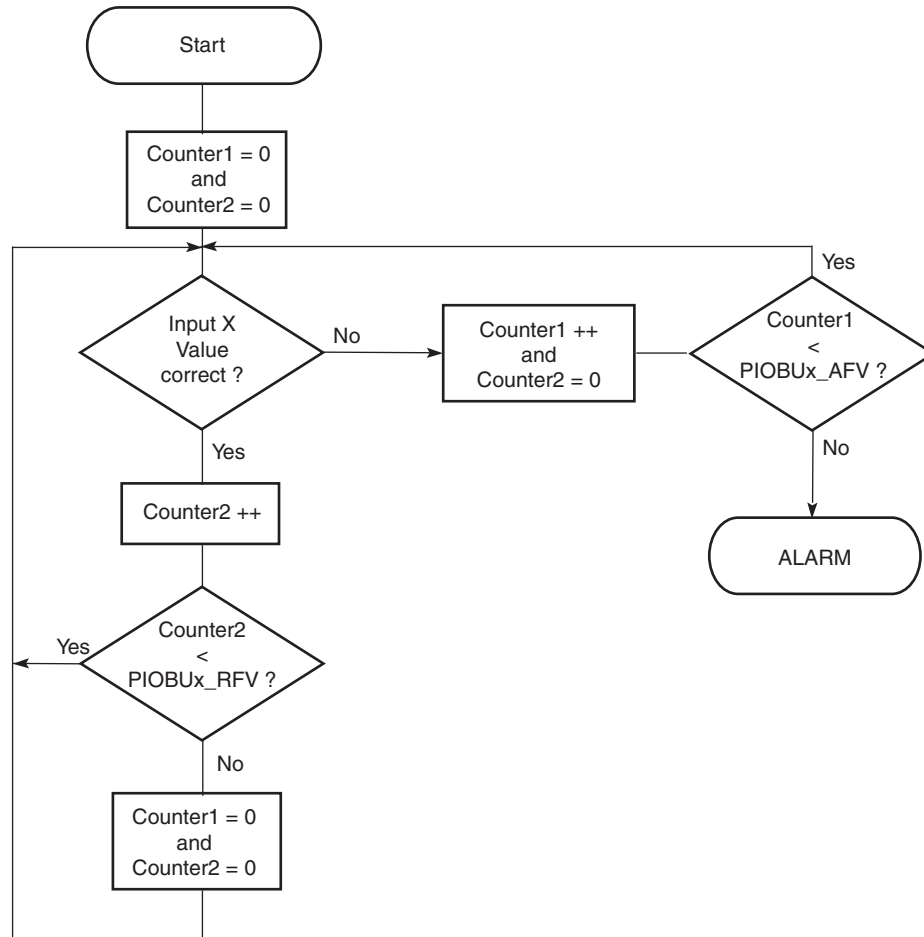 Start
Counter1 = 0
and
Counter2 = 0
Input X
Value
correct ?
No
Counter1 ++
and
Counter2 = 0
Counter1
<
PIOBUx_AFV ?
Yes
No
ALARM
Yes
Counter2 ++
Counter2
<
PIOBUx_RFV ?
Yes
No
Counter1 = 0
and
Counter2 = 0